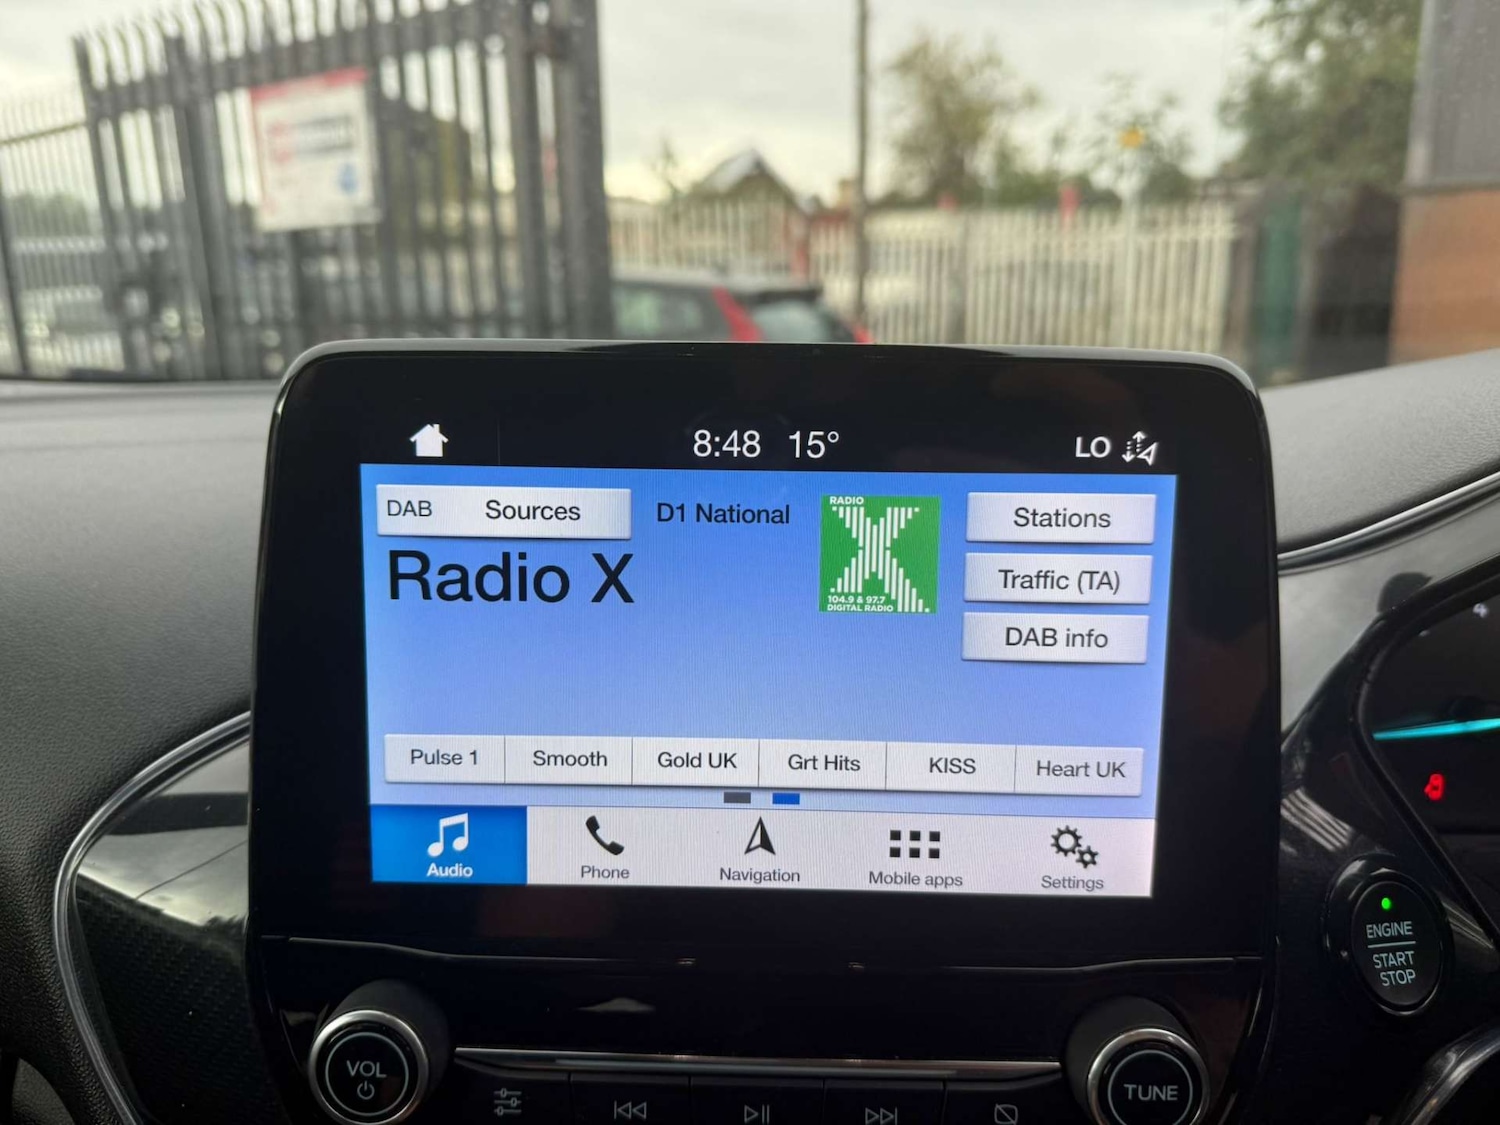 8:48 15° LO
DAB Sources D1 National
RADIO
104.9 & 97.7
DIGITAL RADIO
Stations
Radio X
Traffic (TA)
DAB info
Pulse 1 Smooth Gold UK Grt Hits KISS Heart UK
Audio Phone Navigation Mobile apps Settings
ENGINE
START
STOP
VOL
TUNE